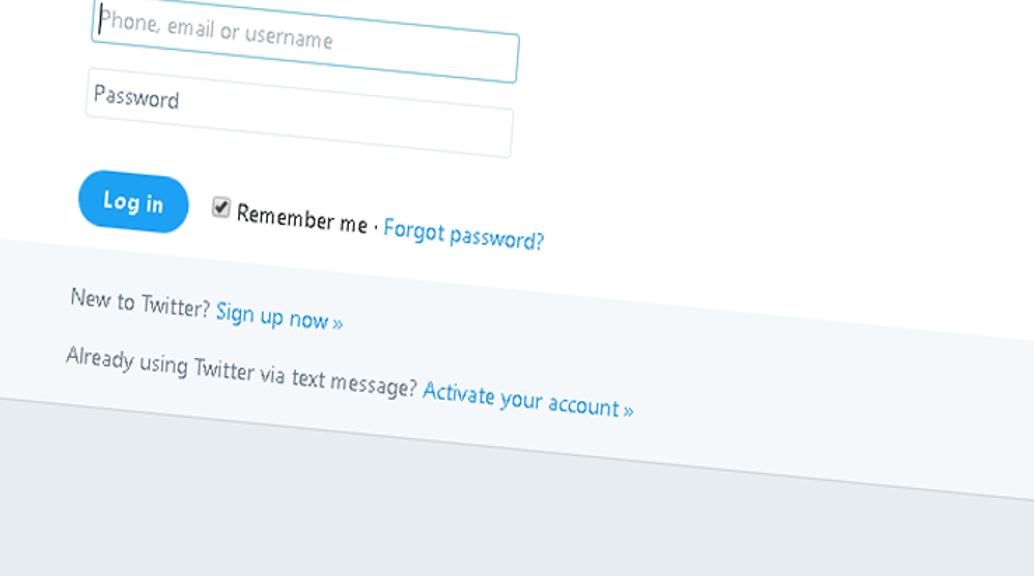 Phone, email or username
Password
Log in Remember me · Forgot password?
New to Twitter? Sign up now »
Already using Twitter via text message? Activate your account »